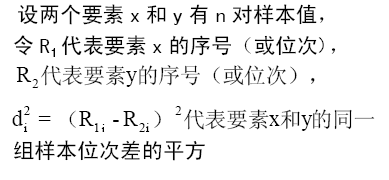 设两个要素 x 和 y 有 n 对样本值，
令 R₁ 代表要素 x 的序号（或位次），
R₂代表要素y的序号（或位次），
dᵢ² = （R₁ᵢ - R₂ᵢ）²代表要素x和y的同一
组样本位次差的平方